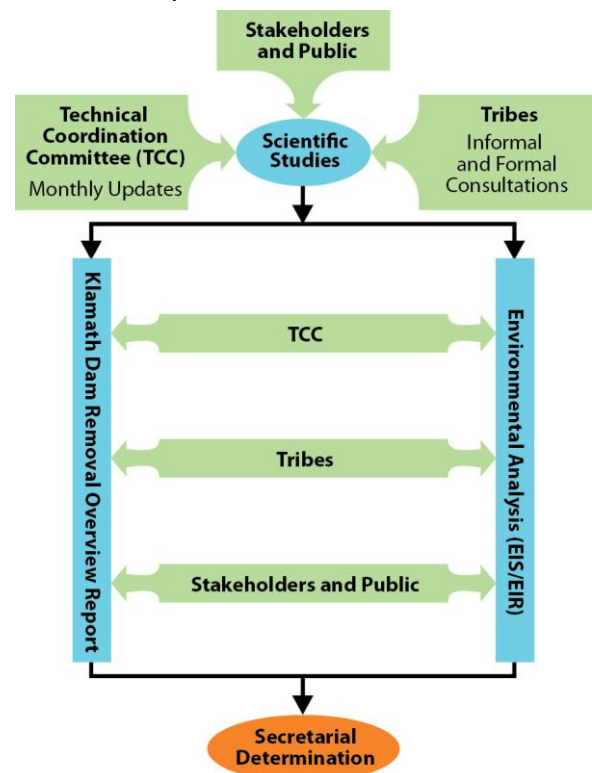 Stakeholders
and Public
Technical
Coordination
Committee (TCC)
Monthly Updates
Scientific
Studies
Tribes
Informal
and Formal
Consultations
Klamath Dam Removal Overview Report
TCC
Tribes
Stakeholders and Public
Environmental Analysis (EIS/EIR)
Secretarial
Determination